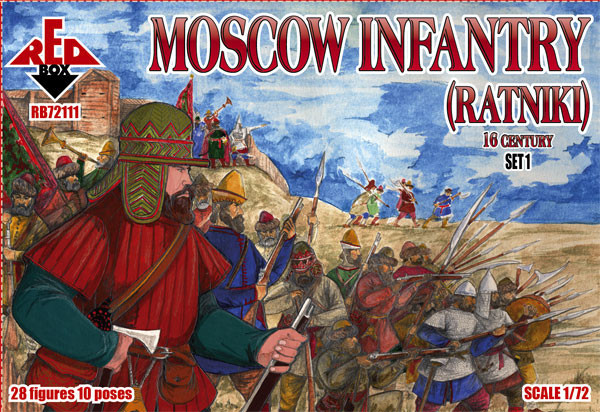 RED
BOX
RB72111
MOSCOW INFANTRY
(RATNIKI)
16 CENTURY
SET 1
28 figures 10 poses
SCALE 1/72